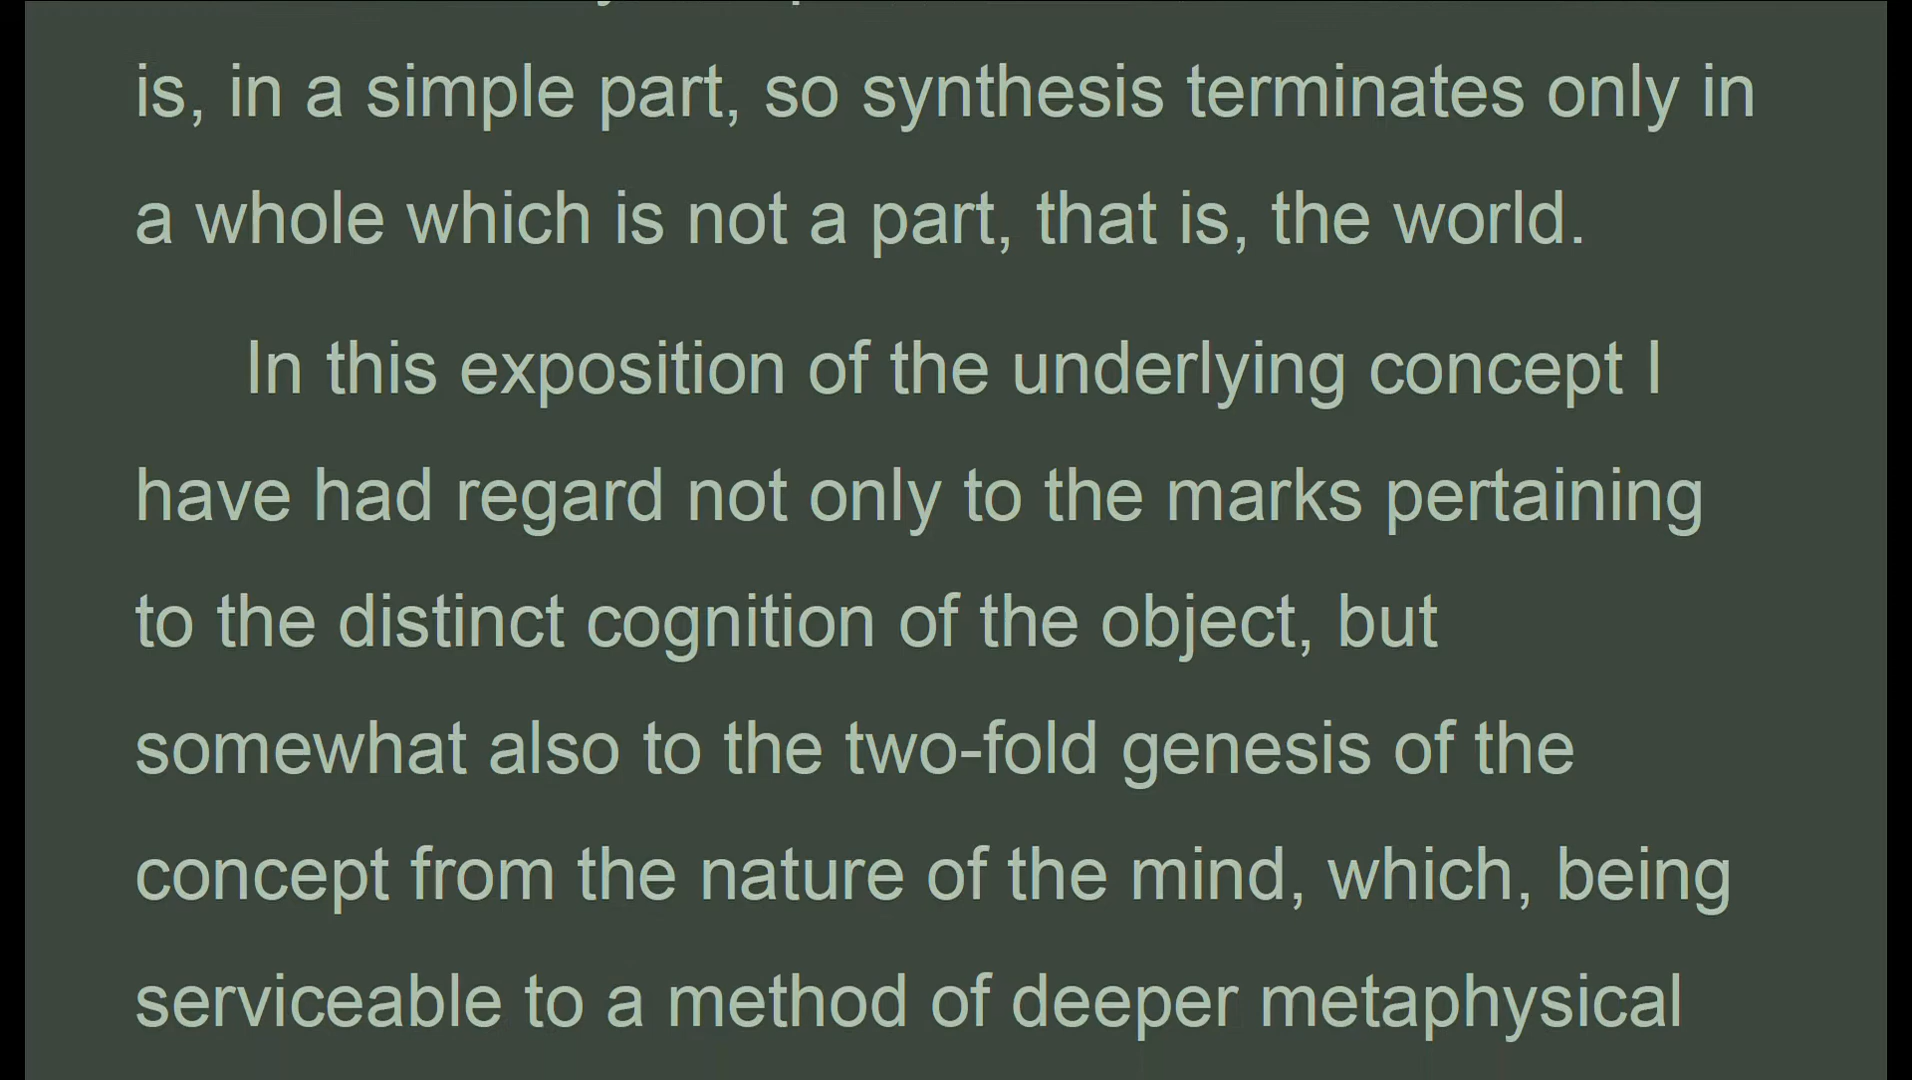 is, in a simple part, so synthesis terminates only in
a whole which is not a part, that is, the world.
In this exposition of the underlying concept I
have had regard not only to the marks pertaining
to the distinct cognition of the object, but
somewhat also to the two-fold genesis of the
concept from the nature of the mind, which, being
serviceable to a method of deeper metaphysical